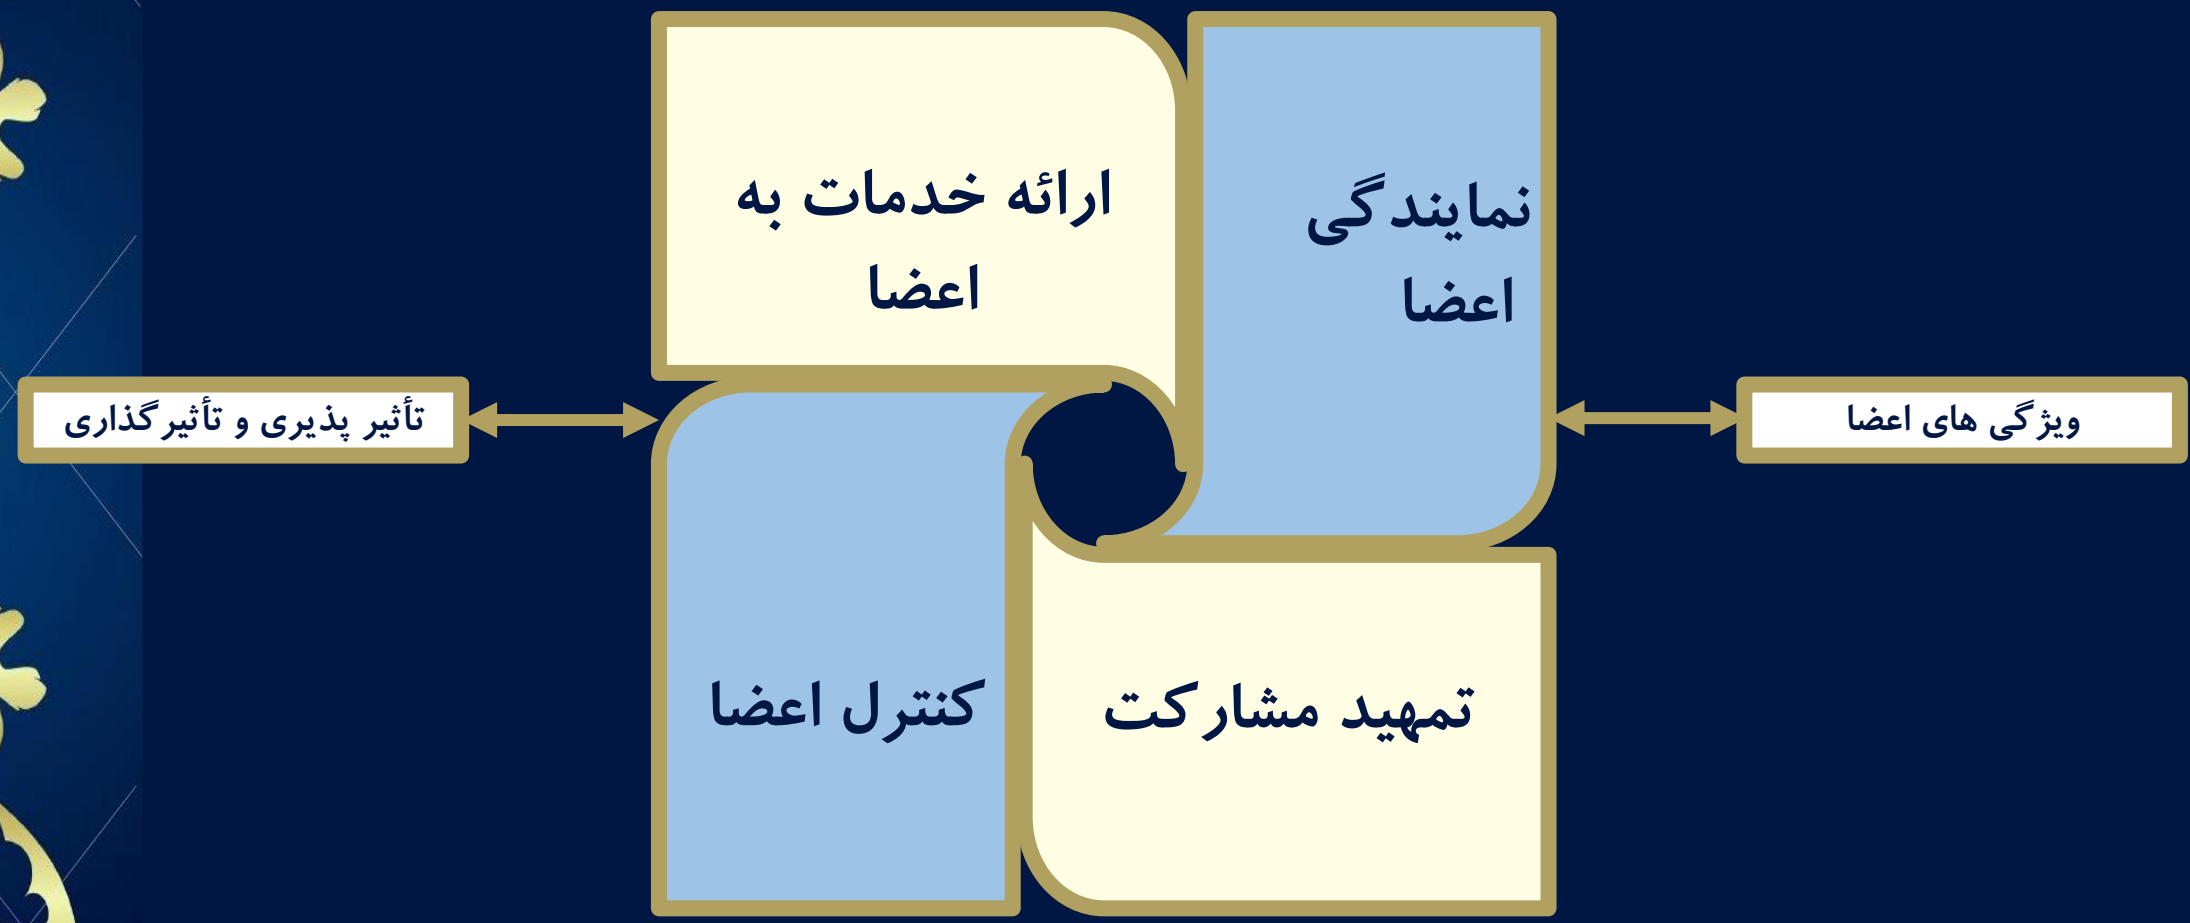 نمایندگی
اعضا
ارائه خدمات به
اعضا
ویژگی های اعضا
تأثیر پذیری و تأثیرگذاری
تمهید مشارکت
کنترل اعضا